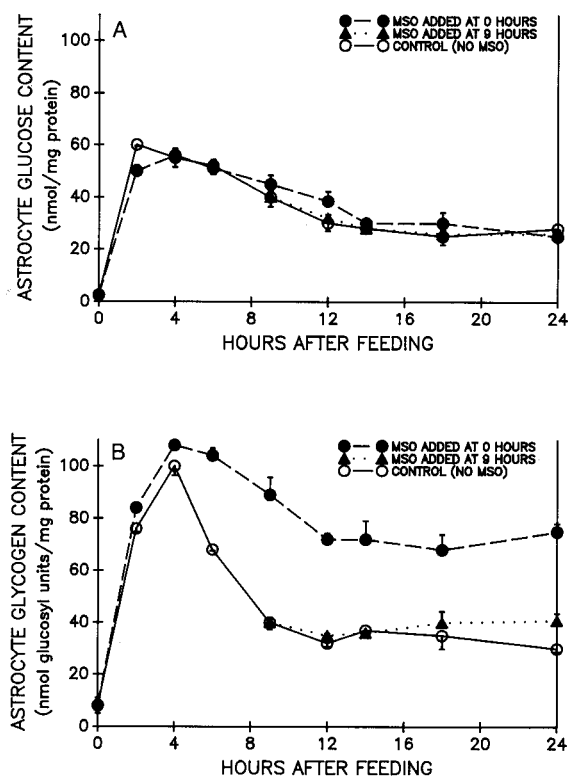 A
MSO ADDED AT 0 HOURS
MSO ADDED AT 9 HOURS
CONTROL (NO MSO)
ASTROCYTE GLUCOSE CONTENT
(nmol/mg protein)
100
80
60
40
20
0
0 4 8 12 16 20 24
HOURS AFTER FEEDING
B
MSO ADDED AT 0 HOURS
MSO ADDED AT 9 HOURS
CONTROL (NO MSO)
ASTROCYTE GLYCOGEN CONTENT
(nmol glucosyl units/mg protein)
100
80
60
40
20
0
0 4 8 12 16 20 24
HOURS AFTER FEEDING